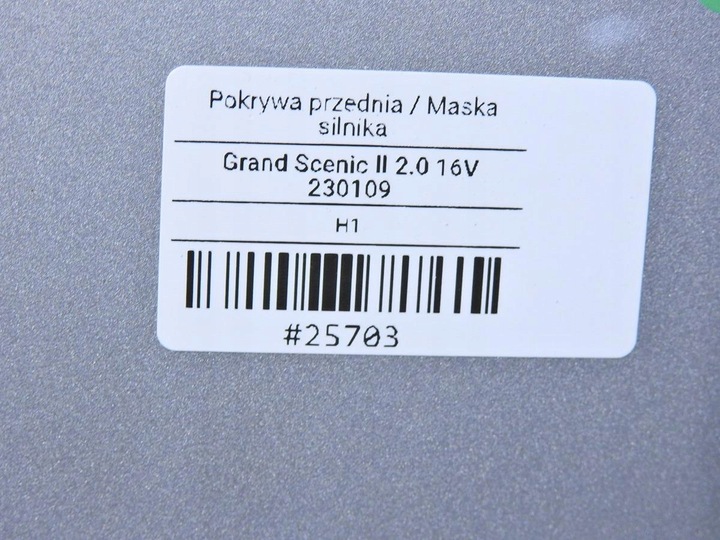 Pokrywa przednia / Maska
silnika
Grand Scenic II 2.0 16V
230109
H1
#25703